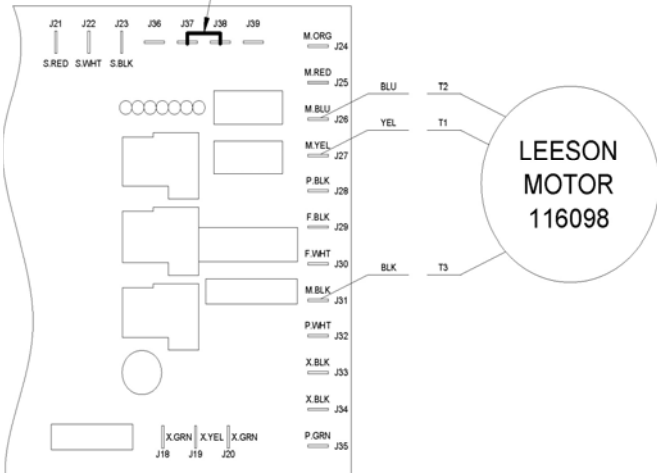 J21 J22 J23 J36 J37 J38 J39
S.RED S.WHT S.BLK
M.ORG
J24
M.RED
J25
M.BLU
J26
M.YEL
J27
P.BLK
J28
F.BLK
J29
F.WHT
J30
M.BLK
J31
P.WHT
J32
X.BLK
J33
X.BLK
J34
P.GRN
J35
BLU T2
YEL T1
BLK T3
LEESON
MOTOR
116098
X.GRN X.YEL X.GRN
J18 J19 J20